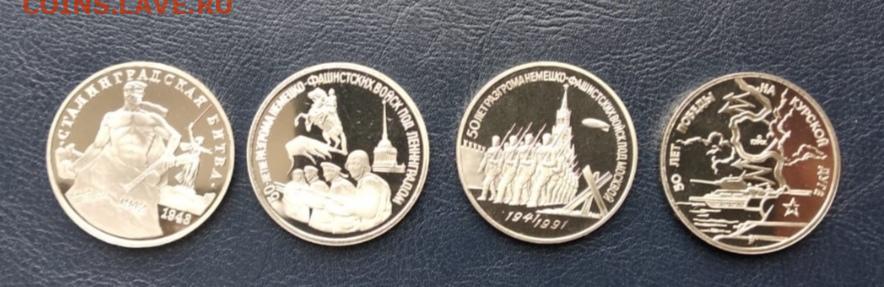 COINS.LAVE.RU
СТАЛИНГРАДСКАЯ БИТВА
1943
50 ЛЕТ РАЗГРОМА НЕМЕЦКО-ФАШИСТСКИХ ВОЙСК ПОД ЛЕНИНГРАДОМ
50 ЛЕТ РАЗГРОМА НЕМЕЦКО-ФАШИСТСКИХ ВОЙСК ПОД МОСКВОЙ
1941/1991
50 ЛЕТ ПОБЕДЫ НА КУРСКОЙ ДУГЕ